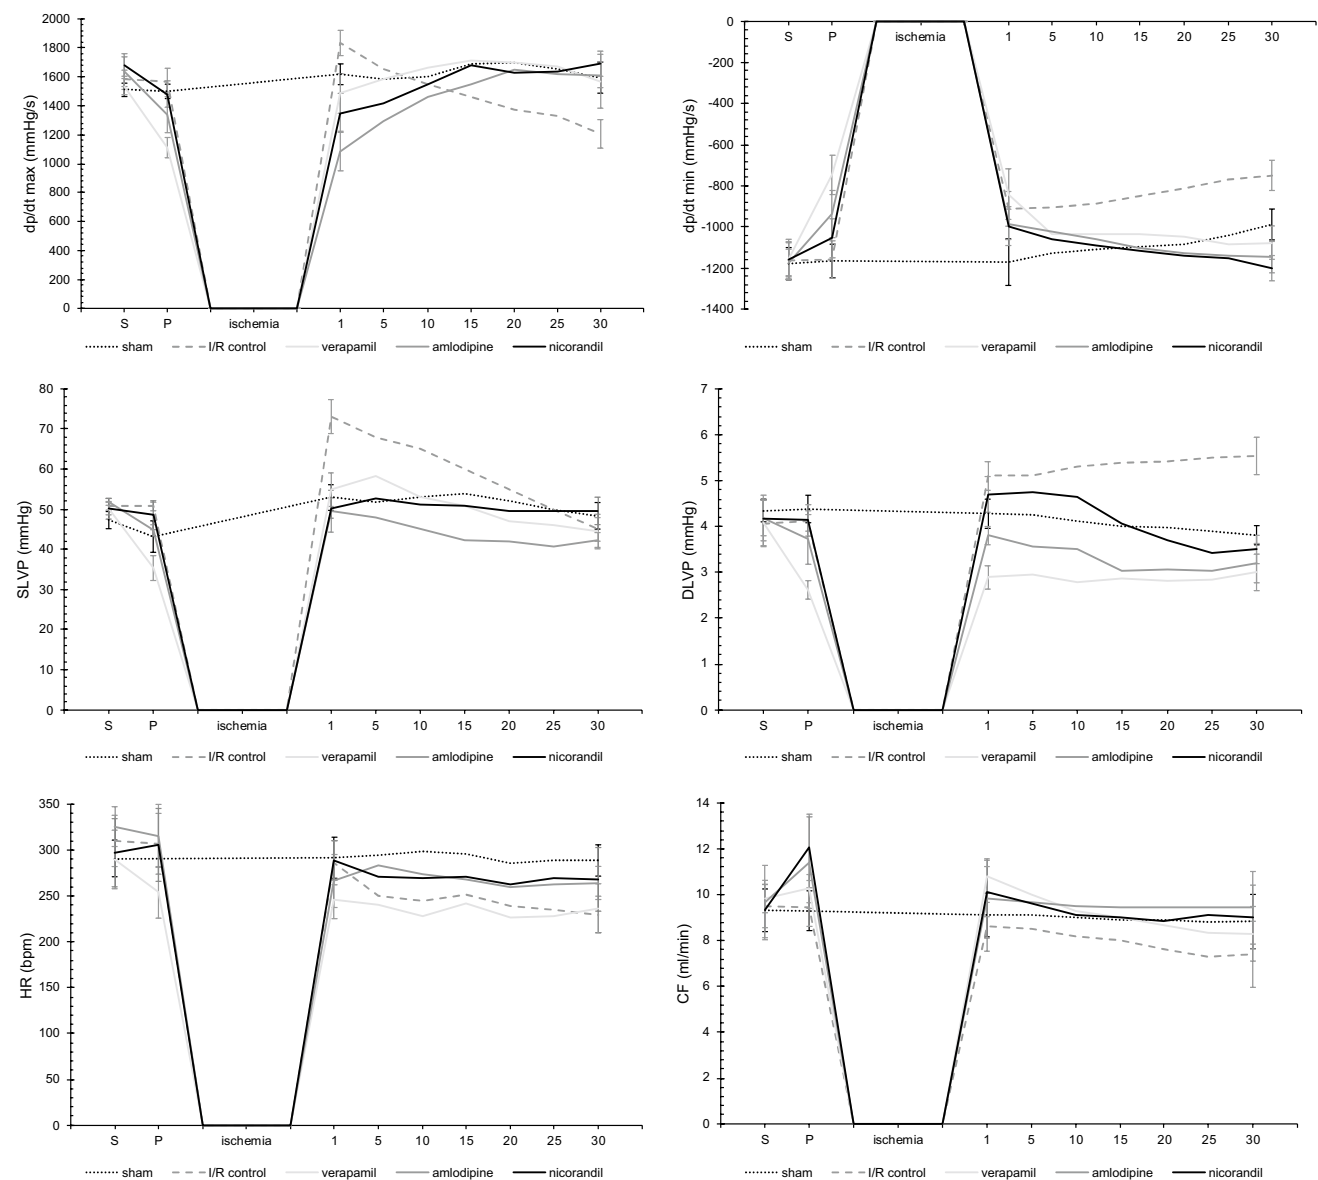 dp/dt max (mmHg/s)
2000
1800
1600
1400
1200
1000
800
600
400
200
0
S P ischemia 1 5 10 15 20 25 30
sham I/R control verapamil amlodipine nicorandil
dp/dt min (mmHg/s)
0
-200
-400
-600
-800
-1000
-1200
-1400
S P ischemia 1 5 10 15 20 25 30
sham I/R control verapamil amlodipine nicorandil
SLVP (mmHg)
80
70
60
50
40
30
20
10
0
S P ischemia 1 5 10 15 20 25 30
sham I/R control verapamil amlodipine nicorandil
DLVP (mmHg)
7
6
5
4
3
2
1
0
S P ischemia 1 5 10 15 20 25 30
sham I/R control verapamil amlodipine nicorandil
HR (bpm)
350
300
250
200
150
100
50
0
S P ischemia 1 5 10 15 20 25 30
sham I/R control verapamil amlodipine nicorandil
CF (ml/min)
14
12
10
8
6
4
2
0
S P ischemia 1 5 10 15 20 25 30
sham I/R control verapamil amlodipine nicorandil